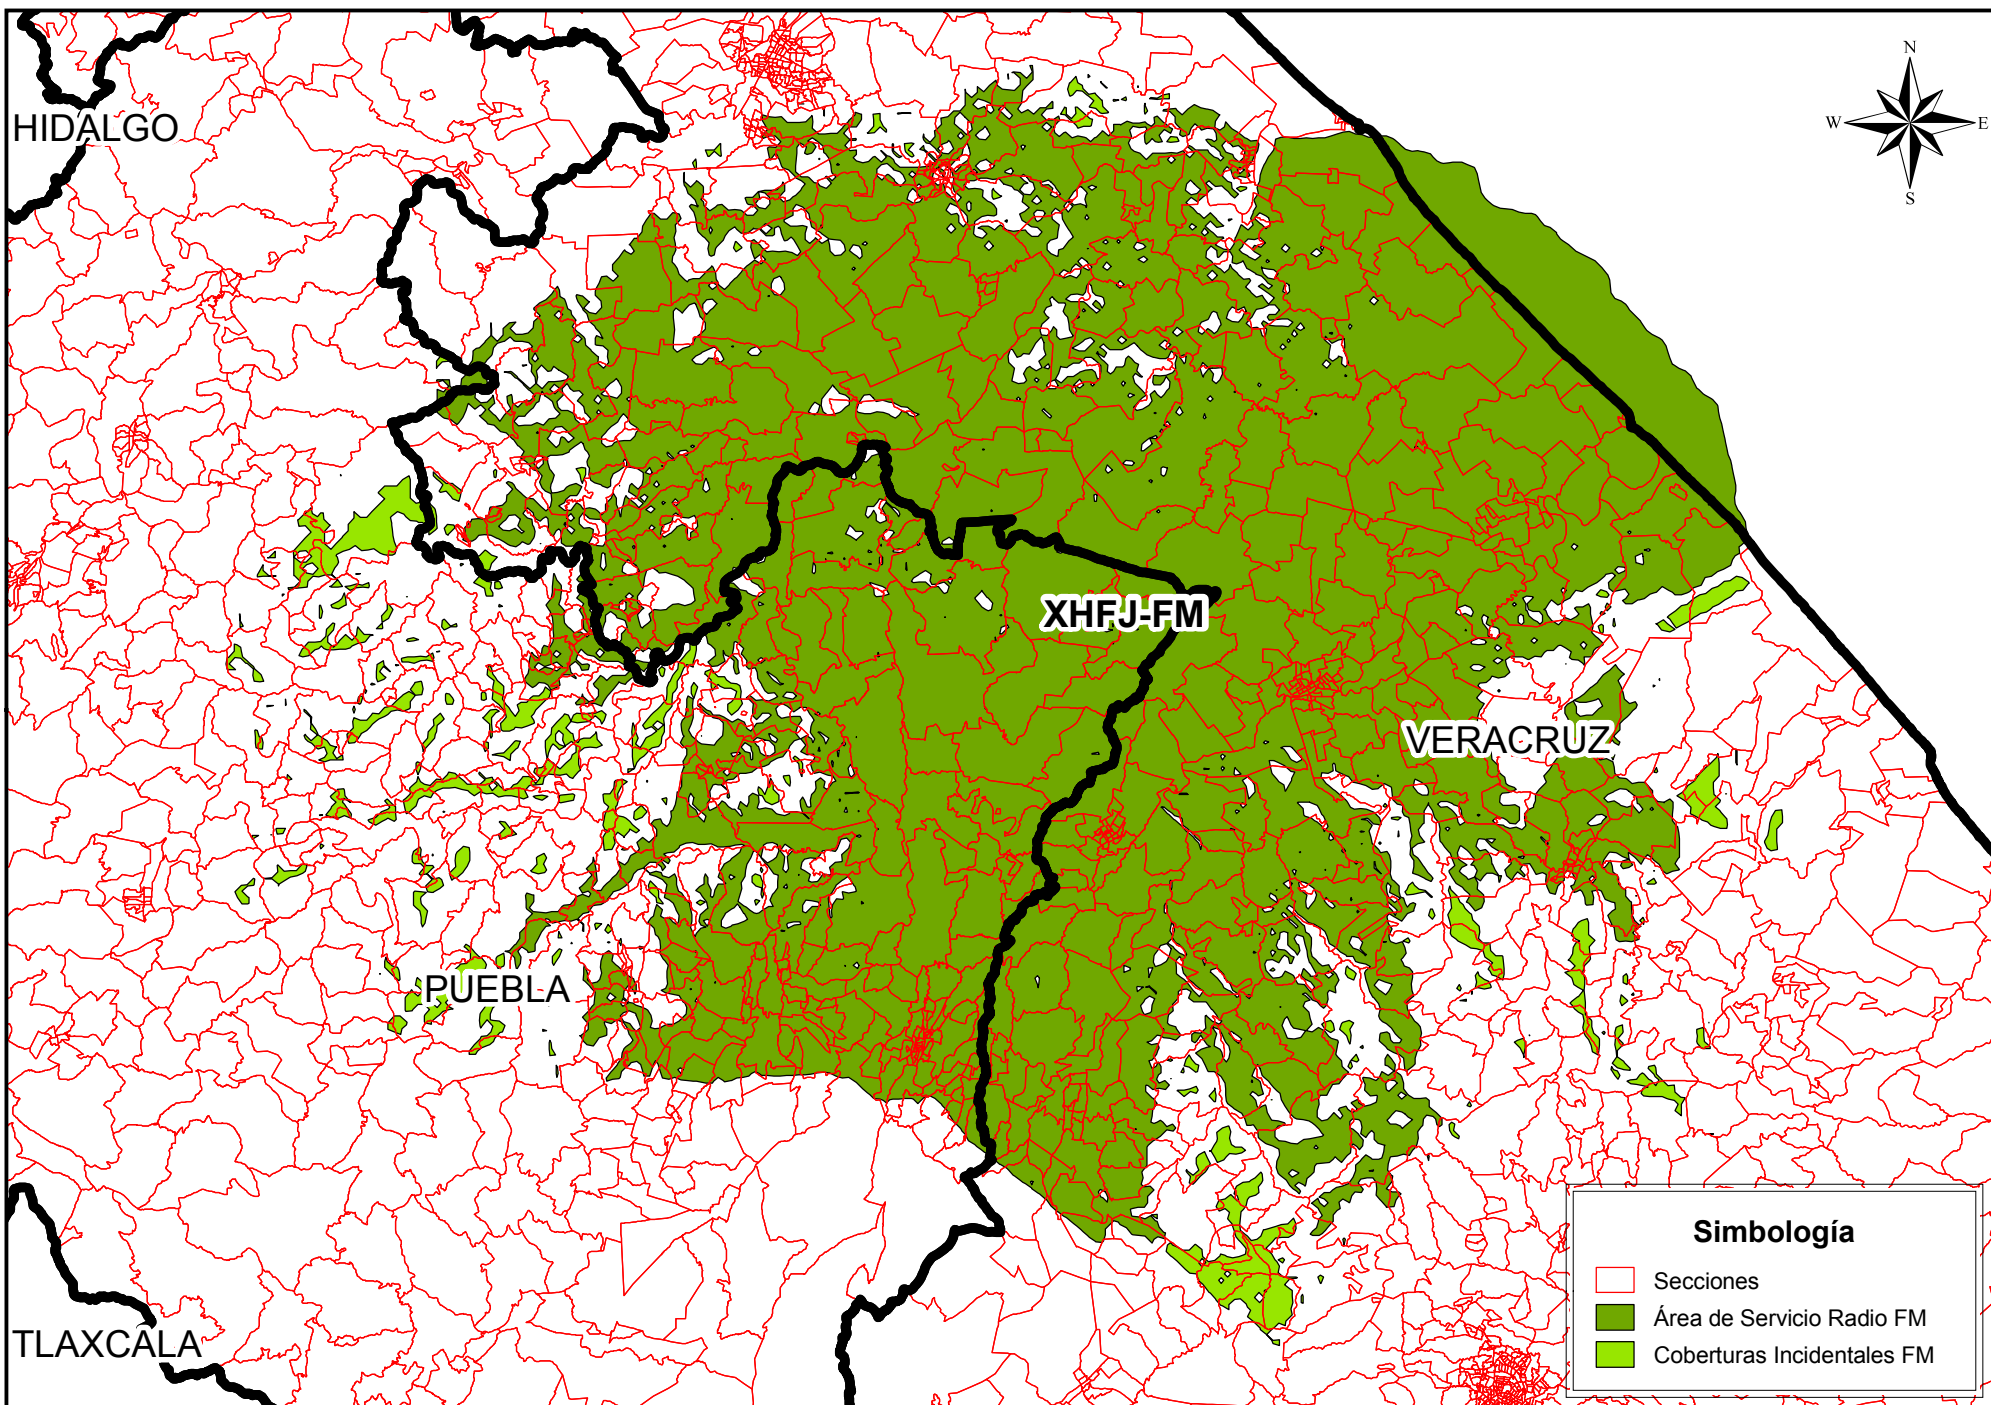 N
W E
S
HIDALGO
XHFJ-FM
VERACRUZ
PUEBLA
TLAXCALA
Simbología
Secciones
Área de Servicio Radio FM
Coberturas Incidentales FM